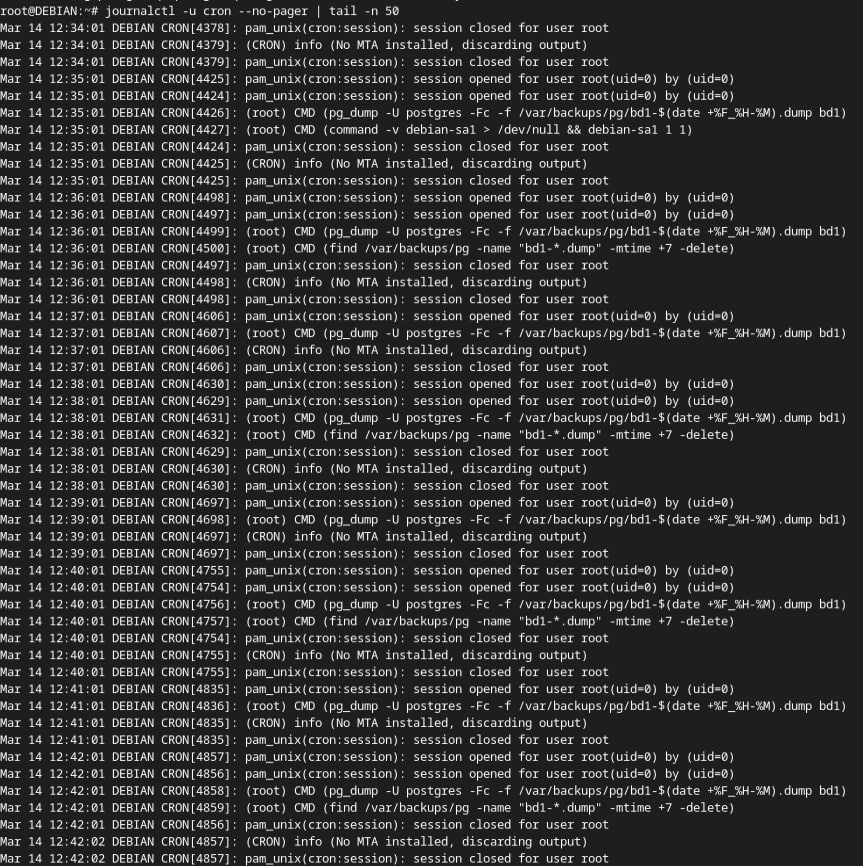 root@DEBIAN:~# journalctl -u cron --no-pager | tail -n 50
Mar 14 12:34:01 DEBIAN CRON[4378]: pam_unix(cron:session): session closed for user root
Mar 14 12:34:01 DEBIAN CRON[4379]: (CRON) info (No MTA installed, discarding output)
Mar 14 12:34:01 DEBIAN CRON[4379]: pam_unix(cron:session): session closed for user root
Mar 14 12:35:01 DEBIAN CRON[4425]: pam_unix(cron:session): session opened for user root(uid=0) by (uid=0)
Mar 14 12:35:01 DEBIAN CRON[4424]: pam_unix(cron:session): session opened for user root(uid=0) by (uid=0)
Mar 14 12:35:01 DEBIAN CRON[4426]: (root) CMD (pg_dump -U postgres -Fc -f /var/backups/pg/bd1-$(date +%F_%H-%M).dump bd1)
Mar 14 12:35:01 DEBIAN CRON[4427]: (root) CMD (command -v debian-sa1 > /dev/null && debian-sa1 1 1)
Mar 14 12:35:01 DEBIAN CRON[4424]: pam_unix(cron:session): session closed for user root
Mar 14 12:35:01 DEBIAN CRON[4425]: (CRON) info (No MTA installed, discarding output)
Mar 14 12:35:01 DEBIAN CRON[4425]: pam_unix(cron:session): session closed for user root
Mar 14 12:36:01 DEBIAN CRON[4498]: pam_unix(cron:session): session opened for user root(uid=0) by (uid=0)
Mar 14 12:36:01 DEBIAN CRON[4497]: pam_unix(cron:session): session opened for user root(uid=0) by (uid=0)
Mar 14 12:36:01 DEBIAN CRON[4499]: (root) CMD (pg_dump -U postgres -Fc -f /var/backups/pg/bd1-$(date +%F_%H-%M).dump bd1)
Mar 14 12:36:01 DEBIAN CRON[4500]: (root) CMD (find /var/backups/pg -name "bd1-*.dump" -mtime +7 -delete)
Mar 14 12:36:01 DEBIAN CRON[4497]: pam_unix(cron:session): session closed for user root
Mar 14 12:36:01 DEBIAN CRON[4498]: (CRON) info (No MTA installed, discarding output)
Mar 14 12:36:01 DEBIAN CRON[4498]: pam_unix(cron:session): session closed for user root
Mar 14 12:37:01 DEBIAN CRON[4606]: pam_unix(cron:session): session opened for user root(uid=0) by (uid=0)
Mar 14 12:37:01 DEBIAN CRON[4607]: (root) CMD (pg_dump -U postgres -Fc -f /var/backups/pg/bd1-$(date +%F_%H-%M).dump bd1)
Mar 14 12:37:01 DEBIAN CRON[4606]: (CRON) info (No MTA installed, discarding output)
Mar 14 12:37:01 DEBIAN CRON[4606]: pam_unix(cron:session): session closed for user root
Mar 14 12:38:01 DEBIAN CRON[4630]: pam_unix(cron:session): session opened for user root(uid=0) by (uid=0)
Mar 14 12:38:01 DEBIAN CRON[4629]: pam_unix(cron:session): session opened for user root(uid=0) by (uid=0)
Mar 14 12:38:01 DEBIAN CRON[4631]: (root) CMD (pg_dump -U postgres -Fc -f /var/backups/pg/bd1-$(date +%F_%H-%M).dump bd1)
Mar 14 12:38:01 DEBIAN CRON[4632]: (root) CMD (find /var/backups/pg -name "bd1-*.dump" -mtime +7 -delete)
Mar 14 12:38:01 DEBIAN CRON[4629]: pam_unix(cron:session): session closed for user root
Mar 14 12:38:01 DEBIAN CRON[4630]: (CRON) info (No MTA installed, discarding output)
Mar 14 12:38:01 DEBIAN CRON[4630]: pam_unix(cron:session): session closed for user root
Mar 14 12:39:01 DEBIAN CRON[4697]: pam_unix(cron:session): session opened for user root(uid=0) by (uid=0)
Mar 14 12:39:01 DEBIAN CRON[4698]: (root) CMD (pg_dump -U postgres -Fc -f /var/backups/pg/bd1-$(date +%F_%H-%M).dump bd1)
Mar 14 12:39:01 DEBIAN CRON[4697]: (CRON) info (No MTA installed, discarding output)
Mar 14 12:39:01 DEBIAN CRON[4697]: pam_unix(cron:session): session closed for user root
Mar 14 12:40:01 DEBIAN CRON[4755]: pam_unix(cron:session): session opened for user root(uid=0) by (uid=0)
Mar 14 12:40:01 DEBIAN CRON[4754]: pam_unix(cron:session): session opened for user root(uid=0) by (uid=0)
Mar 14 12:40:01 DEBIAN CRON[4756]: (root) CMD (pg_dump -U postgres -Fc -f /var/backups/pg/bd1-$(date +%F_%H-%M).dump bd1)
Mar 14 12:40:01 DEBIAN CRON[4757]: (root) CMD (find /var/backups/pg -name "bd1-*.dump" -mtime +7 -delete)
Mar 14 12:40:01 DEBIAN CRON[4754]: pam_unix(cron:session): session closed for user root
Mar 14 12:40:01 DEBIAN CRON[4755]: (CRON) info (No MTA installed, discarding output)
Mar 14 12:40:01 DEBIAN CRON[4755]: pam_unix(cron:session): session closed for user root
Mar 14 12:41:01 DEBIAN CRON[4835]: pam_unix(cron:session): session opened for user root(uid=0) by (uid=0)
Mar 14 12:41:01 DEBIAN CRON[4836]: (root) CMD (pg_dump -U postgres -Fc -f /var/backups/pg/bd1-$(date +%F_%H-%M).dump bd1)
Mar 14 12:41:01 DEBIAN CRON[4835]: (CRON) info (No MTA installed, discarding output)
Mar 14 12:41:01 DEBIAN CRON[4835]: pam_unix(cron:session): session closed for user root
Mar 14 12:42:01 DEBIAN CRON[4857]: pam_unix(cron:session): session opened for user root(uid=0) by (uid=0)
Mar 14 12:42:01 DEBIAN CRON[4856]: pam_unix(cron:session): session opened for user root(uid=0) by (uid=0)
Mar 14 12:42:01 DEBIAN CRON[4858]: (root) CMD (pg_dump -U postgres -Fc -f /var/backups/pg/bd1-$(date +%F_%H-%M).dump bd1)
Mar 14 12:42:01 DEBIAN CRON[4859]: (root) CMD (find /var/backups/pg -name "bd1-*.dump" -mtime +7 -delete)
Mar 14 12:42:01 DEBIAN CRON[4856]: pam_unix(cron:session): session closed for user root
Mar 14 12:42:02 DEBIAN CRON[4857]: (CRON) info (No MTA installed, discarding output)
Mar 14 12:42:02 DEBIAN CRON[4857]: pam_unix(cron:session): session closed for user root